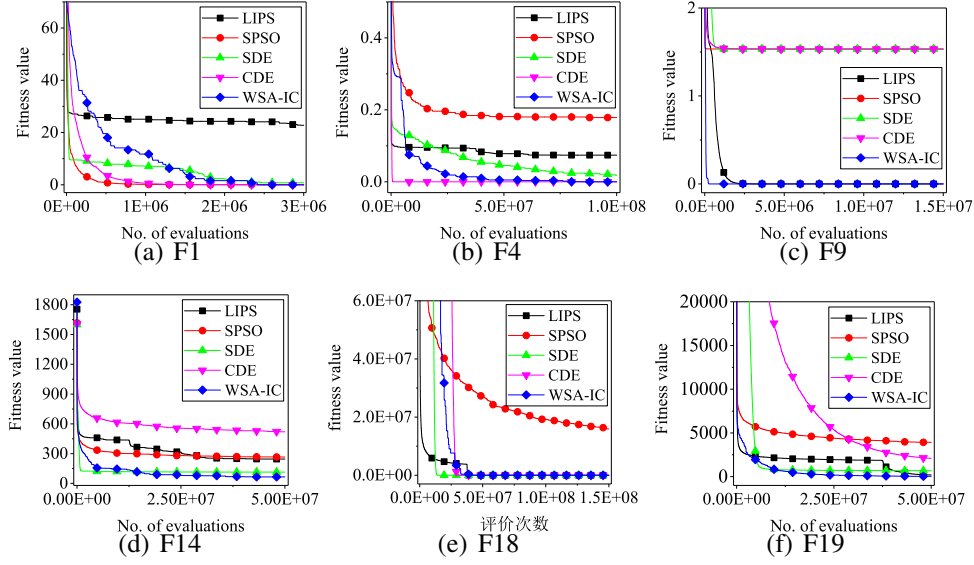 60
40
20
0
Fitness value
LIPS
SPSO
SDE
CDE
WSA-IC
0E+00
1E+06
2E+06
3E+06
No. of evaluations
(a) F1
0.4
0.2
0.0
Fitness value
LIPS
SPSO
SDE
CDE
WSA-IC
0.0E+00
5.0E+07
1.0E+08
No. of evaluations
(b) F4
2
1
0
Fitness value
LIPS
SPSO
SDE
CDE
WSA-IC
0.0E+00
5.0E+06
1.0E+07
1.5E+07
No. of evaluations
(c) F9
1800
1500
1200
900
600
300
0
Fitness value
LIPS
SPSO
SDE
CDE
WSA-IC
0.0E+000
2.5E+07
5.0E+07
No. of evaluations
(d) F14
6.0E+07
4.0E+07
2.0E+07
0.0E+00
fitness value
LIPS
SPSO
SDE
CDE
WSA-IC
0.0E+00
5.0E+07
1.0E+08
1.5E+08
评价次数
(e) F18
20000
15000
10000
5000
0
Fitness value
LIPS
SPSO
SDE
CDE
WSA-IC
0.0E+000
2.5E+07
5.0E+07
No. of evaluations
(f) F19